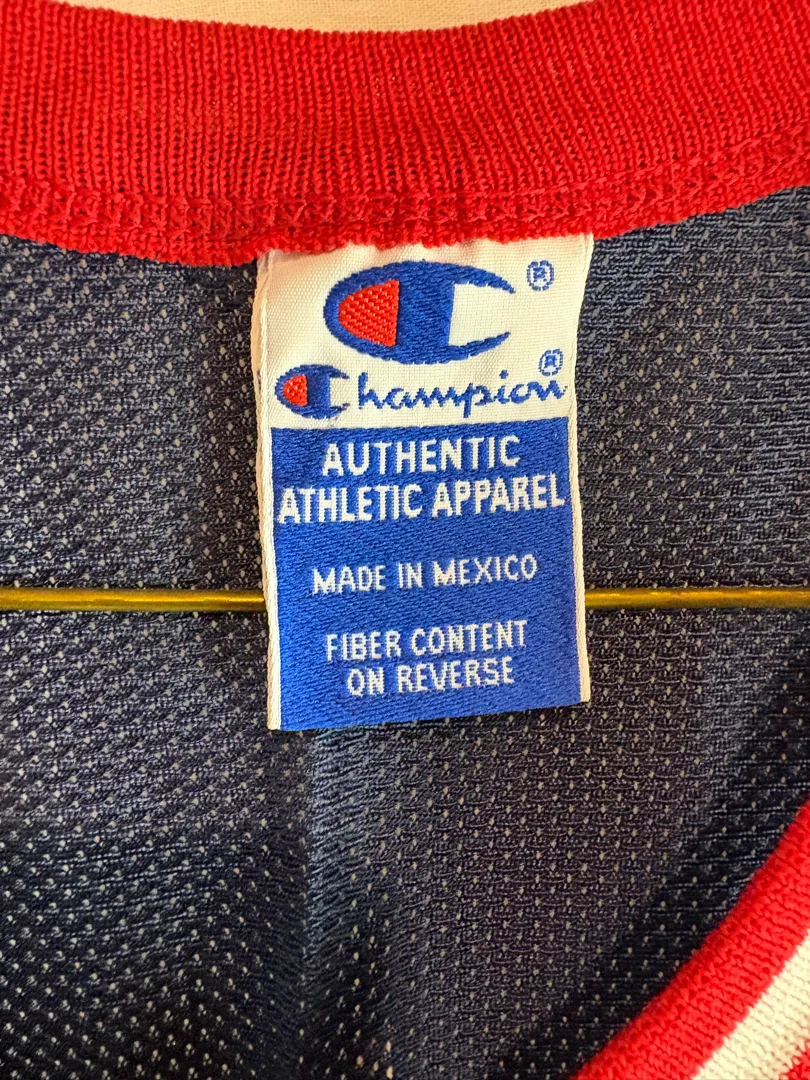 ®
Champion®
AUTHENTIC
ATHLETIC APPAREL
MADE IN MEXICO
FIBER CONTENT
ON REVERSE